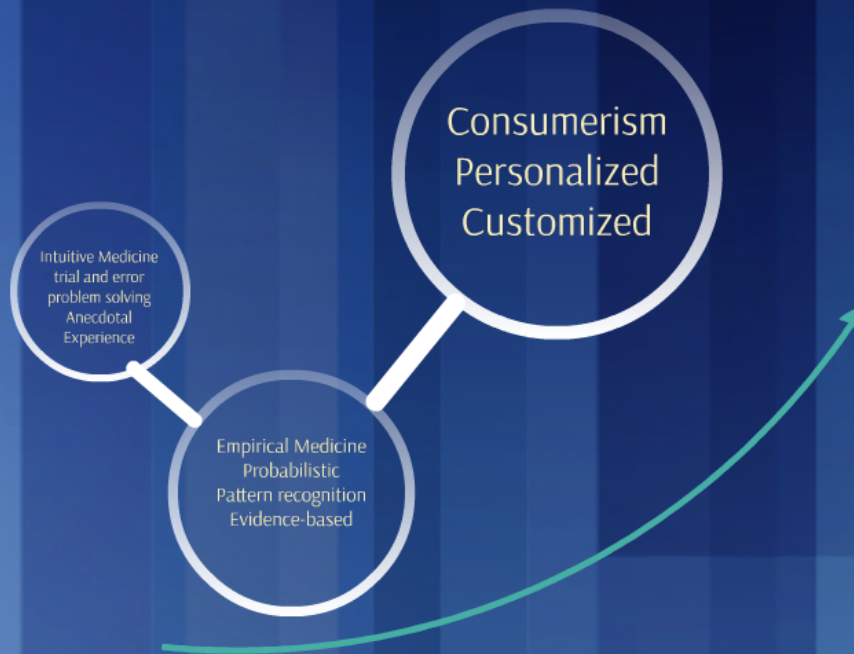 Intuitive Medicine
trial and error
problem solving
Anecdotal
Experience
Empirical Medicine
Probabilistic
Pattern recognition
Evidence-based
Consumerism
Personalized
Customized